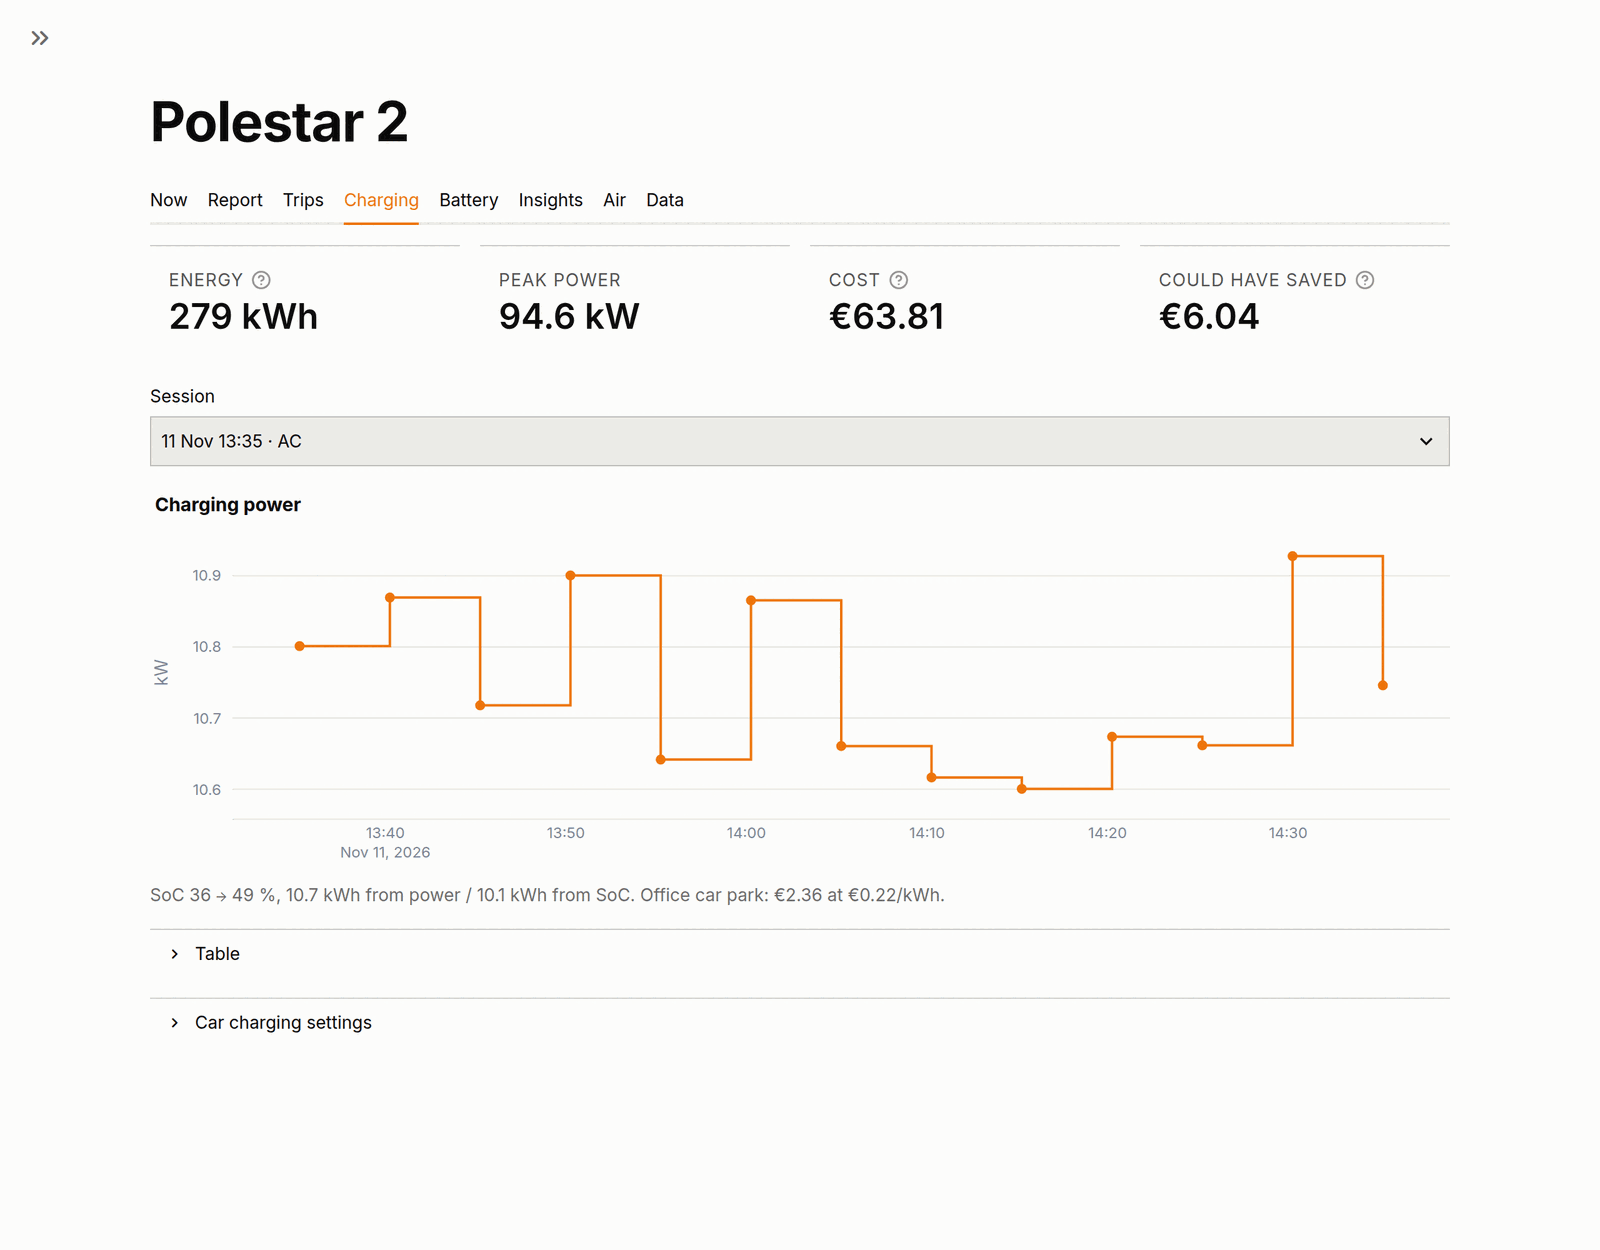 Polestar 2
Now Report Trips Charging Battery Insights Air Data
ENERGY PEAK POWER COST COULD HAVE SAVED
279 kWh 94.6 kW €63.81 €6.04
Session
11 Nov 13:35 · AC
Charging power
10.9
10.8
10.7
10.6
kW
13:40 13:50 14:00 14:10 14:20 14:30
Nov 11, 2026
SoC 36 → 49 %, 10.7 kWh from power / 10.1 kWh from SoC. Office car park: €2.36 at €0.22/kWh.
Table
Car charging settings